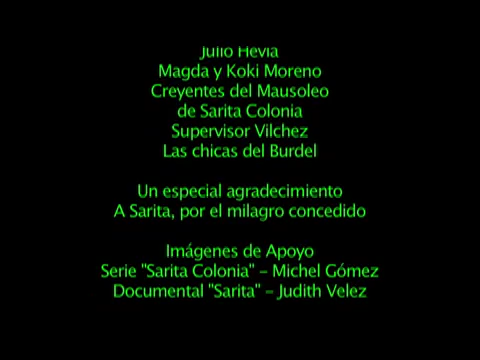 Julio Hevia
Magda y Koki Moreno
Creyentes del Mausoleo
de Sarita Colonia
Supervisor Vilchez
Las chicas del Burdel
Un especial agradecimiento
A Sarita, por el milagro concedido
Imágenes de Apoyo
Serie "Sarita Colonia" – Michel Gómez
Documental "Sarita" – Judith Velez